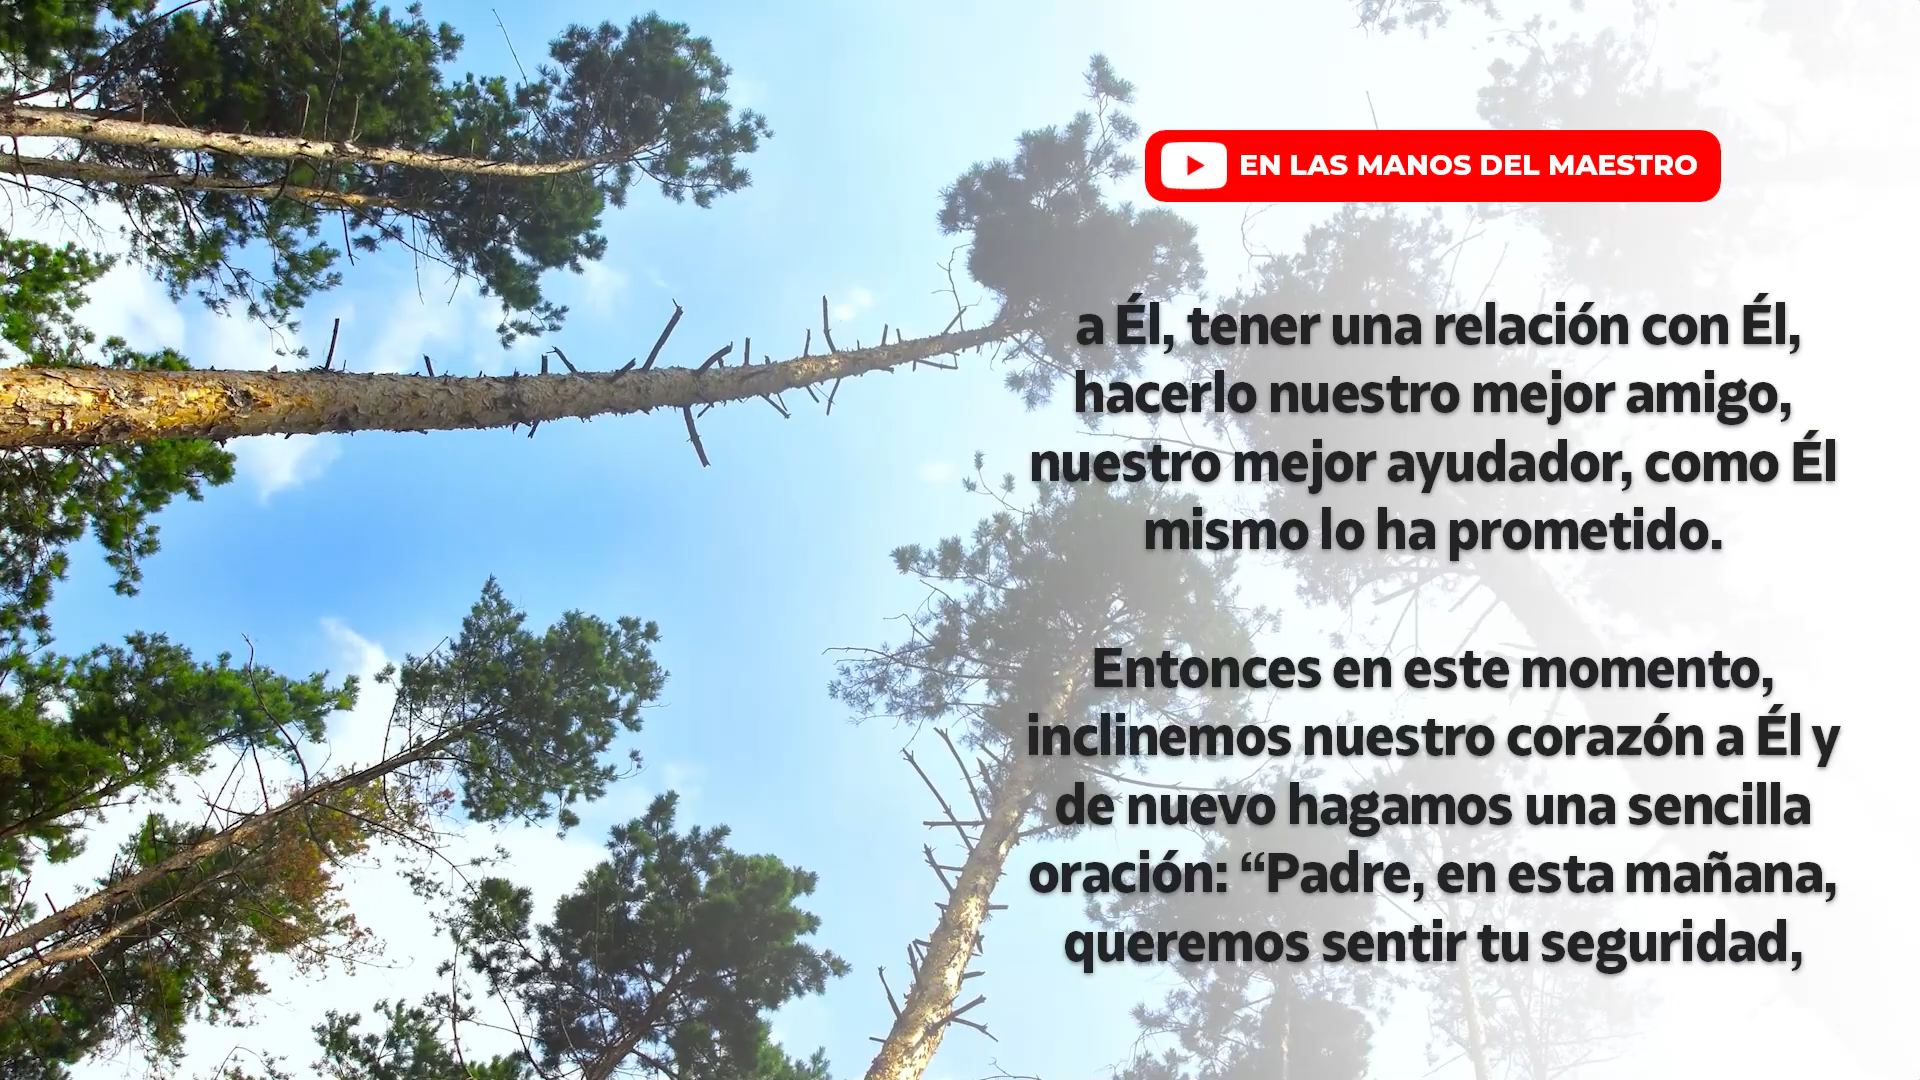 EN LAS MANOS DEL MAESTRO
a Él, tener una relación con Él,
hacerlo nuestro mejor amigo,
nuestro mejor ayudador, como Él
mismo lo ha prometido.
Entonces en este momento,
inclinemos nuestro corazón a Él y
de nuevo hagamos una sencilla
oración: “Padre, en esta mañana,
queremos sentir tu seguridad,